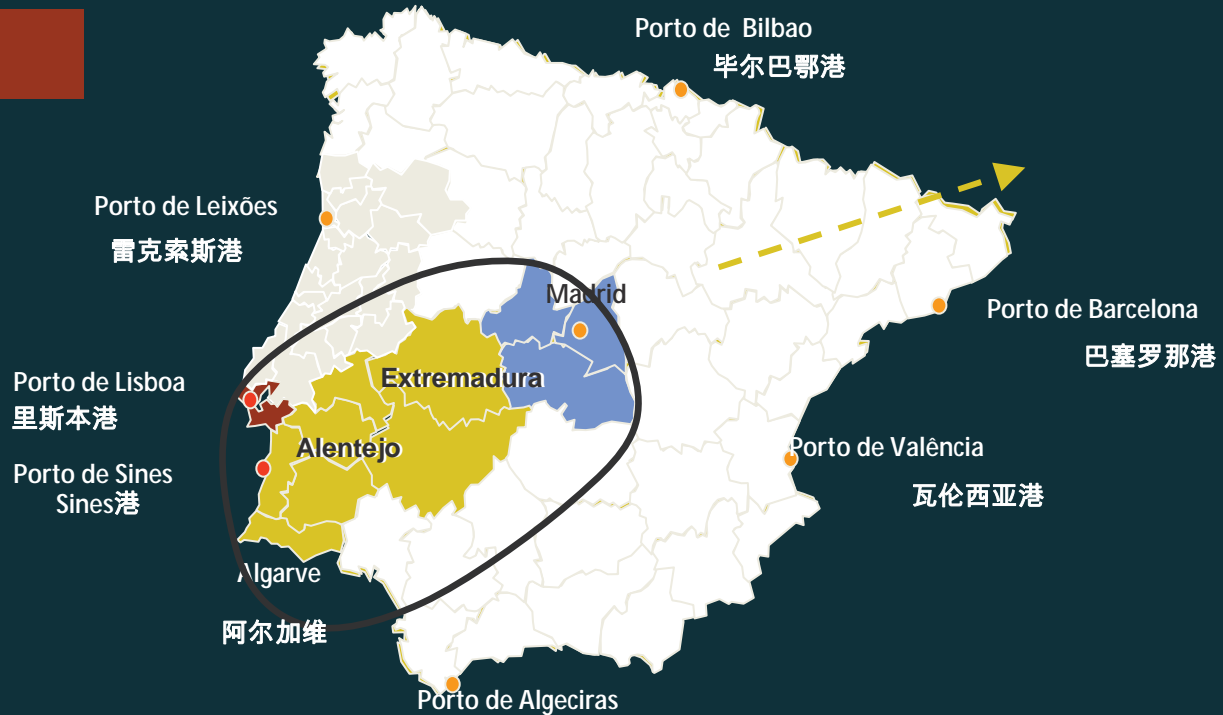 Porto de Bilbao
毕尔巴鄂港
Porto de Leixões
雷克索斯港
Madrid
Porto de Barcelona
巴塞罗那港
Extremadura
Porto de Lisboa
里斯本港
Alentejo
Porto de Valência
瓦伦西亚港
Porto de Sines
Sines港
Algarve
阿尔加维
Porto de Algeciras